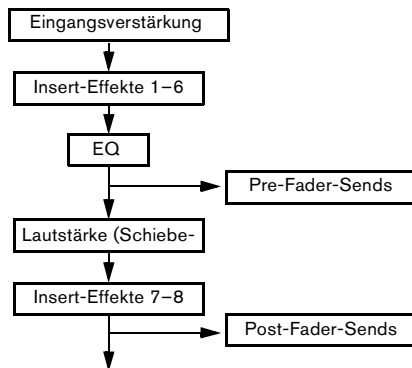 Eingangsverstärkung
Insert-Effekte 1–6
EQ
Pre-Fader-Sends
Lautstärke (Schiebe-
Insert-Effekte 7–8
Post-Fader-Sends